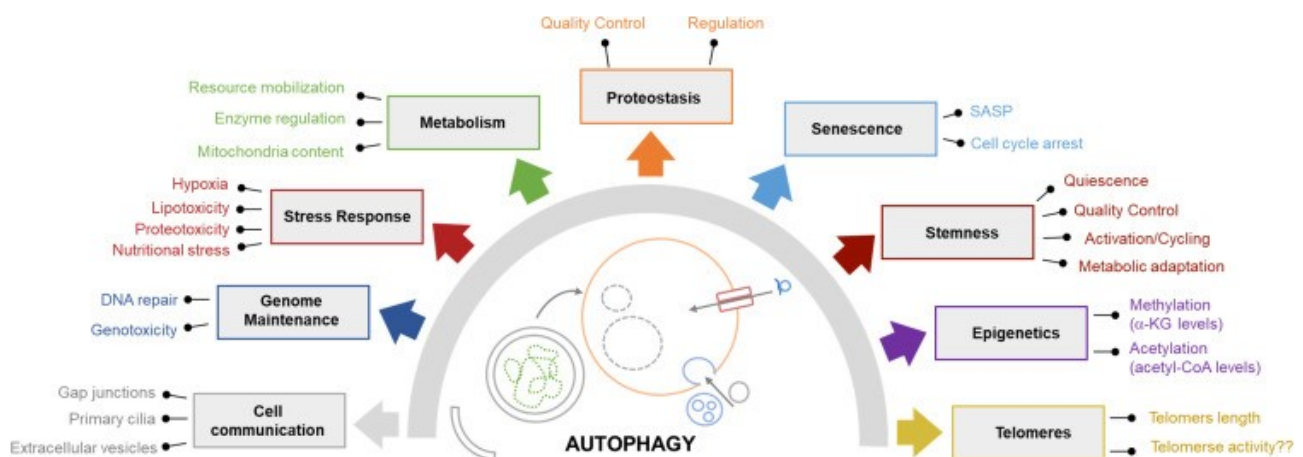 Quality Control
Regulation
Proteostasis
Resource mobilization
Enzyme regulation
Mitochondria content
Metabolism
Senescence
SASP
Cell cycle arrest
Hypoxia
Lipotoxicity
Proteotoxicity
Nutritional stress
Stress Response
Stemness
Quiescence
Quality Control
Activation/Cycling
Metabolic adaptation
DNA repair
Genotoxicity
Genome
Maintenance
Epigenetics
Methylation
(α-KG levels)
Acetylation
(acetyl-CoA levels)
Gap junctions
Primary cilia
Extracellular vesicles
Cell
communication
AUTOPHAGY
Telomeres
Telomers length
Telomerse activity??